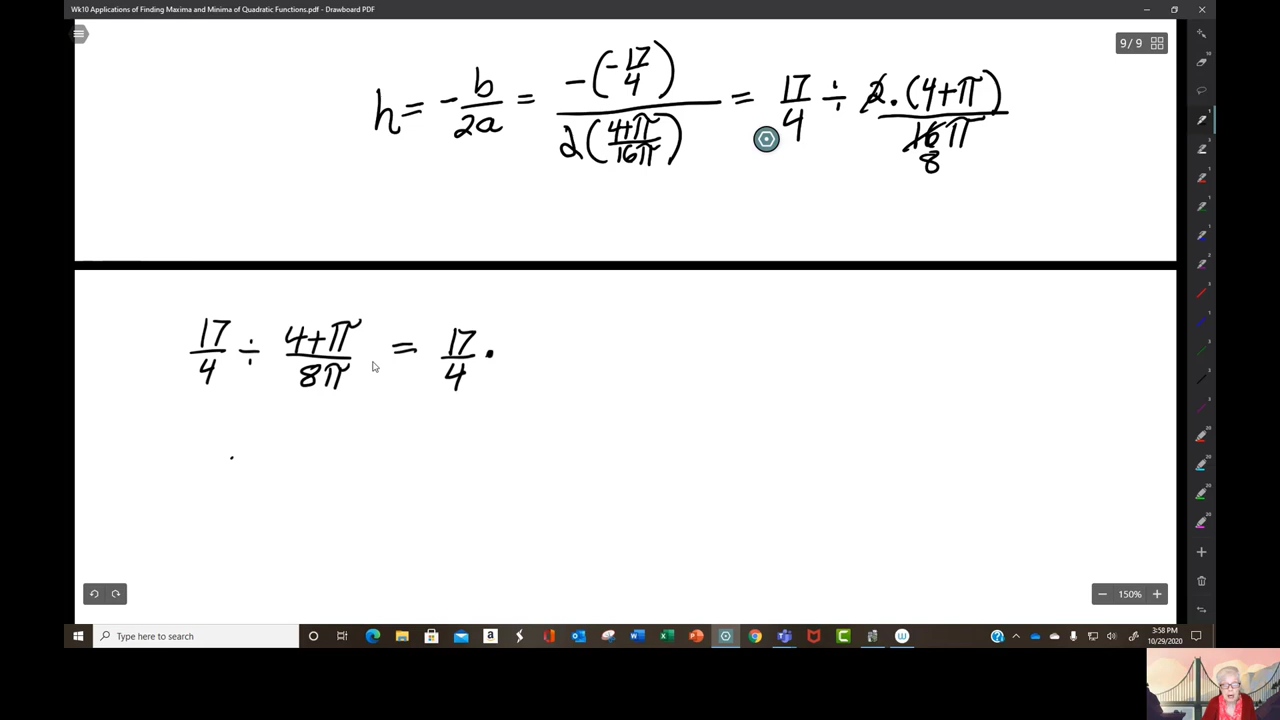 Wk10 Applications of Finding Maxima and Minima of Quadratic Functions.pdf - Drawboard PDF
9/9
h = -b/2a = -(-17/4) / 2((4+π)/16π) = 17/4 ÷ 2·(4+π) / 16π
8
17/4 ÷ (4+π)/8π = 17/4 ·
150%
Type here to search
3:58 PM
10/29/2020